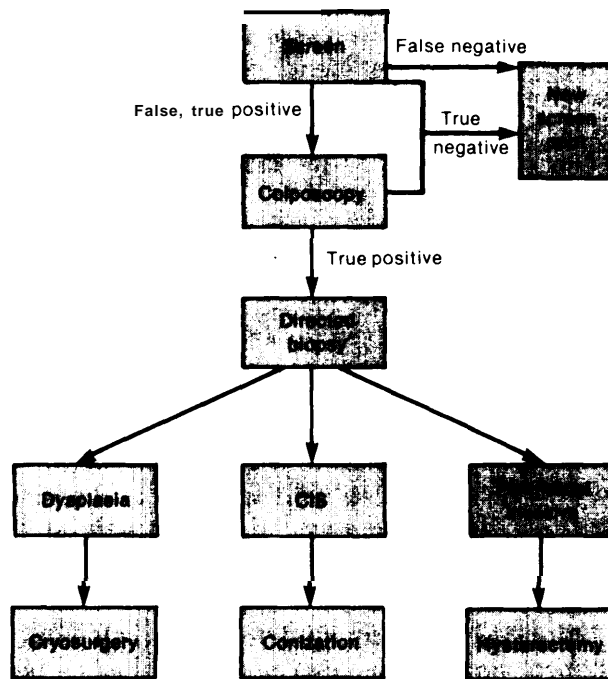 Screen
False negative
False, true positive
True
negative
Colposcopy
True positive
Directed
biopsy
Dysplasia
CIS
Cryosurgery
Conization
Hysterectomy